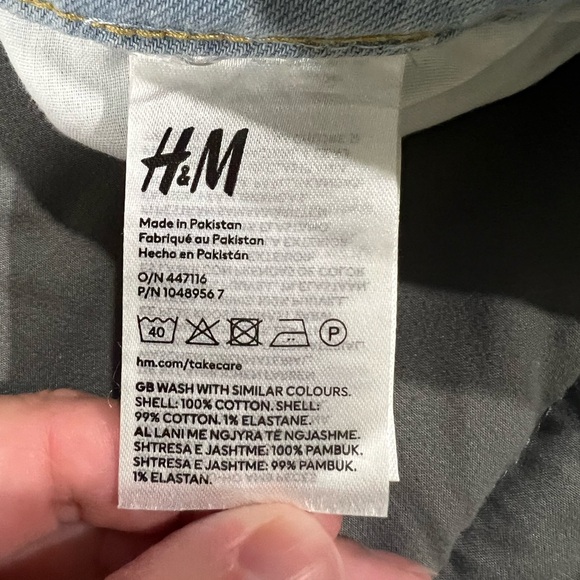 H&M
Made in Pakistan
Fabriqué au Pakistan
Hecho en Pakistán
O/N 447116
P/N 1048956 7
40 P
hm.com/takecare
GB WASH WITH SIMILAR COLOURS.
SHELL: 100% COTTON. SHELL:
99% COTTON. 1% ELASTANE.
AL LANI ME NGJYRA TË NGJASHME.
SHTRESA E JASHTME: 100% PAMBUK.
SHTRESA E JASHTME: 99% PAMBUK.
1% ELASTAN.